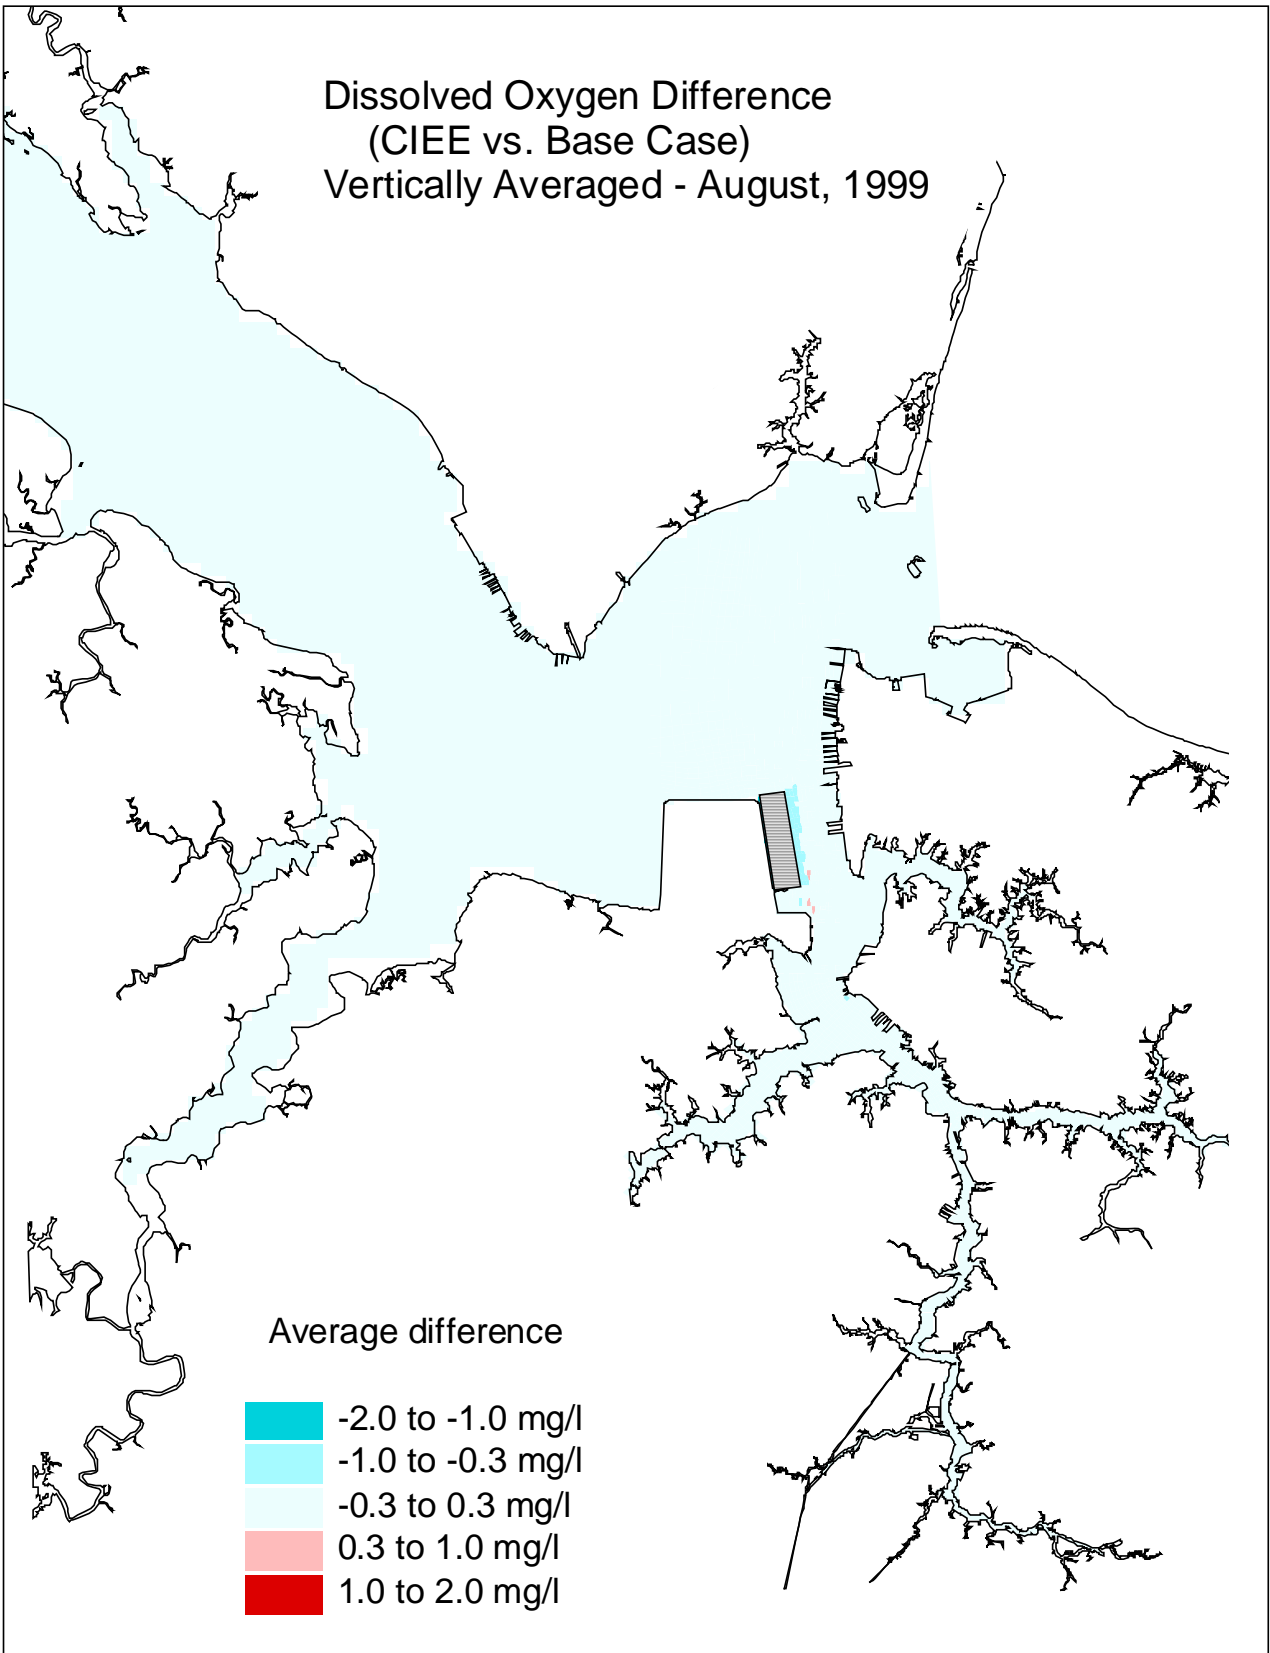 Dissolved Oxygen Difference
(CIEE vs. Base Case)
Vertically Averaged - August, 1999
Average difference
-2.0 to -1.0 mg/l
-1.0 to -0.3 mg/l
-0.3 to 0.3 mg/l
0.3 to 1.0 mg/l
1.0 to 2.0 mg/l